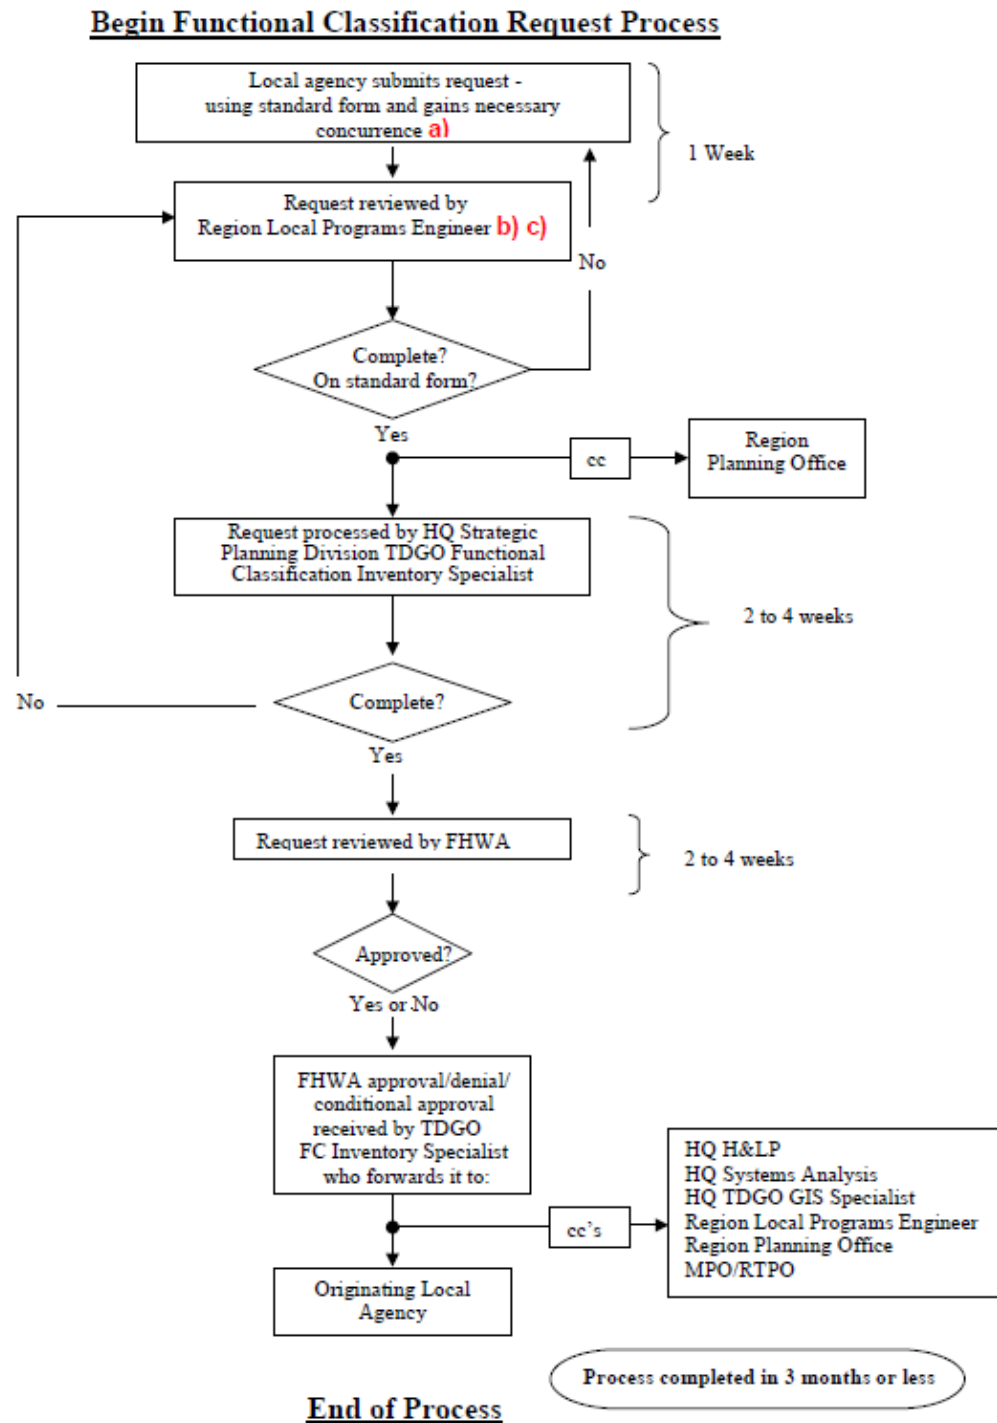 Begin Functional Classification Request Process
Local agency submits request -
using standard form and gains necessary
concurrence a)
1 Week
Request reviewed by
Region Local Programs Engineer b) c)
No
Complete?
On standard form?
Yes
cc
Region
Planning Office
Request processed by HQ Strategic
Planning Division TDGO Functional
Classification Inventory Specialist
2 to 4 weeks
Complete?
No
Yes
Request reviewed by FHWA
2 to 4 weeks
Approved?
Yes or No
FHWA approval/denial/
conditional approval
received by TDGO
FC Inventory Specialist
who forwards it to:
cc's
HQ H&LP
HQ Systems Analysis
HQ TDGO GIS Specialist
Region Local Programs Engineer
Region Planning Office
MPO/RTPO
Originating Local
Agency
Process completed in 3 months or less
End of Process